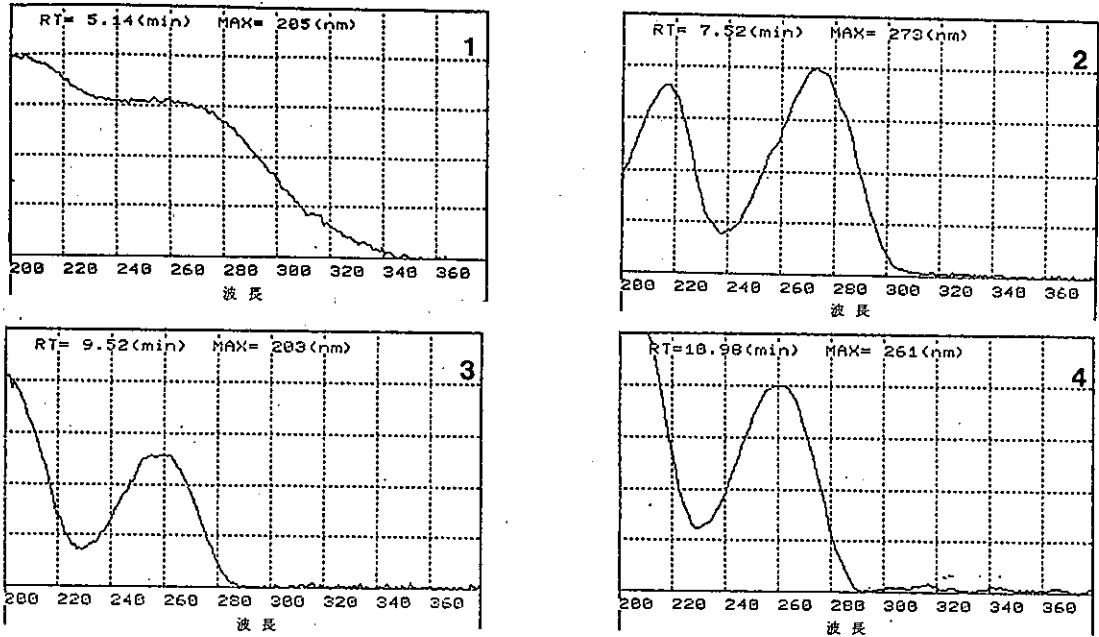 RT= 5.14(min) MAX= 205(nm)
1
200 220 240 260 280 300 320 340 360
波長
RT= 7.52(min) MAX= 273(nm)
2
200 220 240 260 280 300 320 340 360
波長
RT= 9.52(min) MAX= 203(nm)
3
200 220 240 260 280 300 320 340 360
波長
RT=10.98(min) MAX= 261(nm)
4
200 220 240 260 280 300 320 340 360
波長